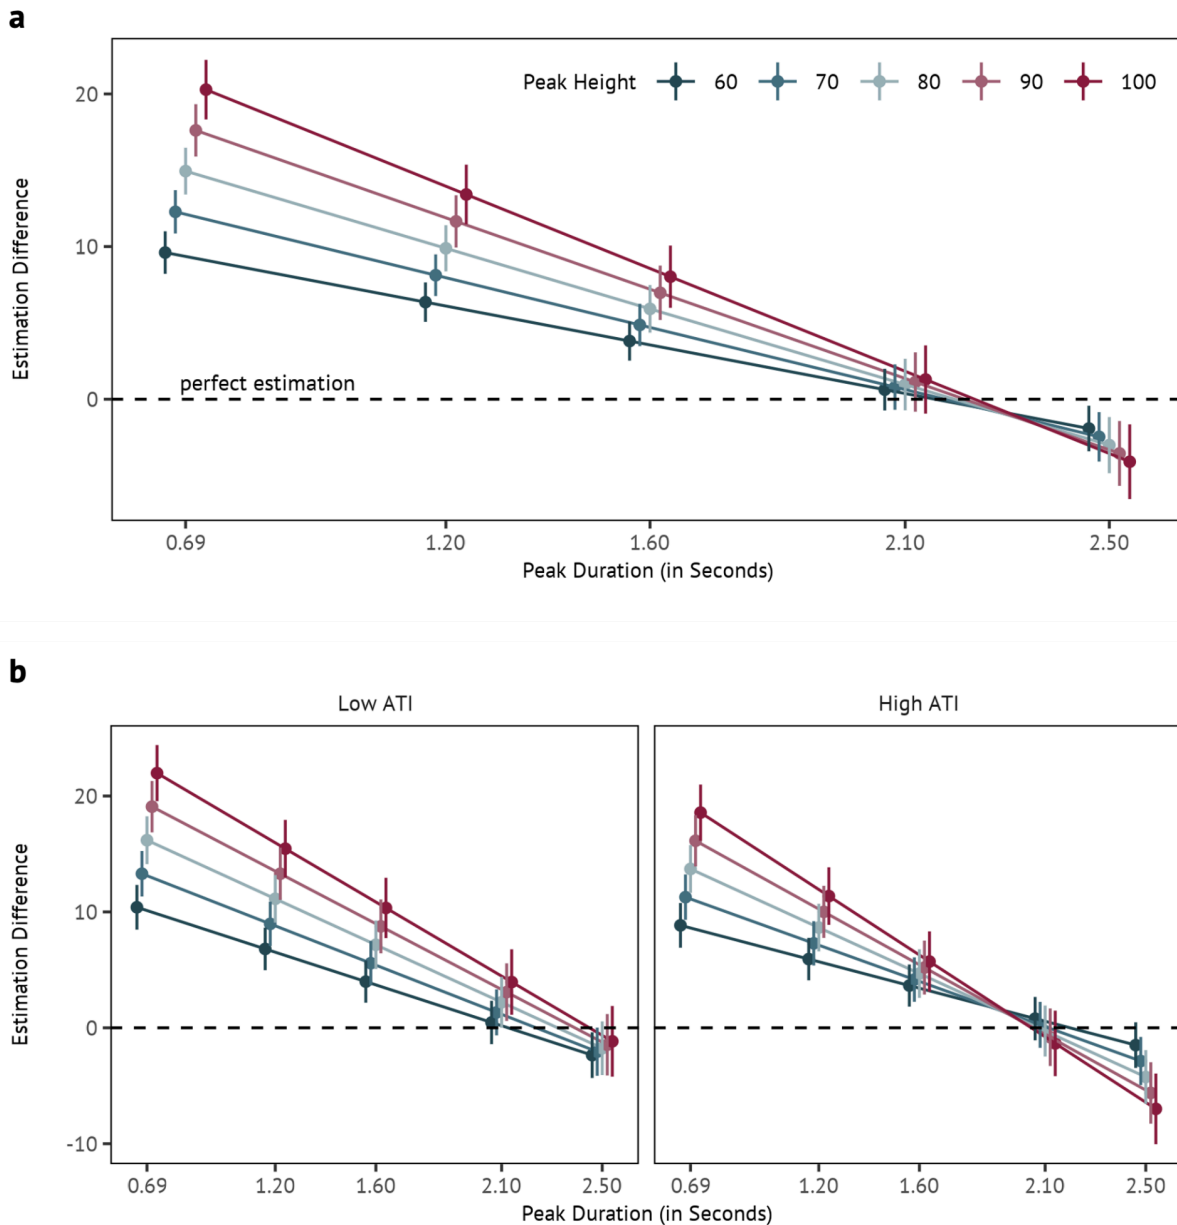 a
Peak Height 60 70 80 90 100
20
10
0
perfect estimation
Estimation Difference
0.69 1.20 1.60 2.10 2.50
Peak Duration (in Seconds)
b
Low ATI High ATI
20
10
0
-10
Estimation Difference
0.69 1.20 1.60 2.10 2.50 0.69 1.20 1.60 2.10 2.50
Peak Duration (in Seconds)